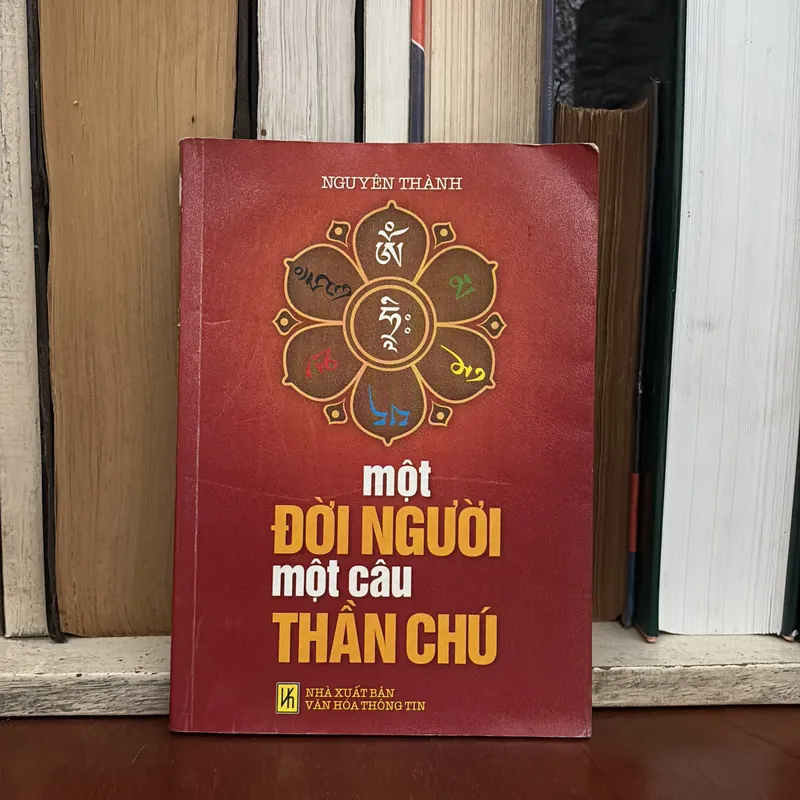 NGUYÊN THÀNH
ༀ
một
ĐỜI NGƯỜI
một câu
THẦN CHÚ
NHÀ XUẤT BẢN
VĂN HÓA THÔNG TIN